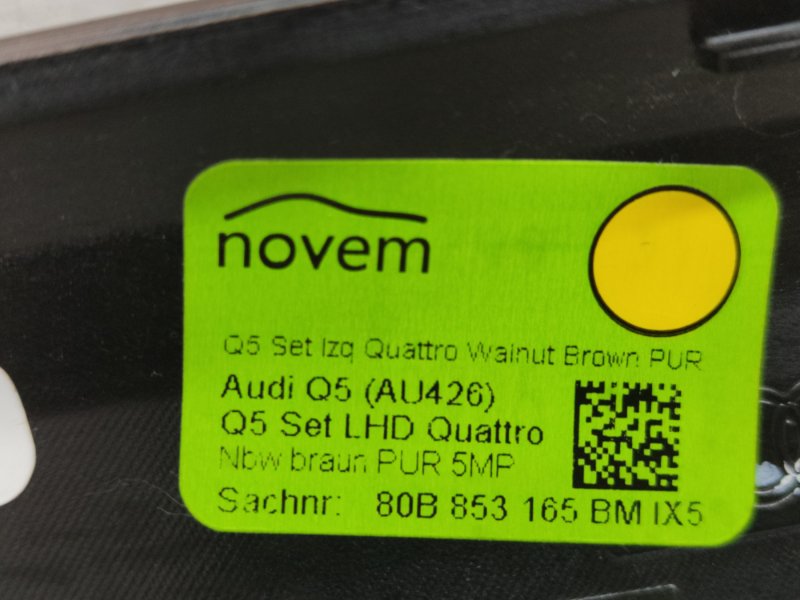 novem
Q5 Set Izq Quattro Walnut Brown PUR
Audi Q5 (AU426)
Q5 Set LHD Quattro
Nbw braun PUR 5MP
Sachnr: 80B 853 165 BM IX5